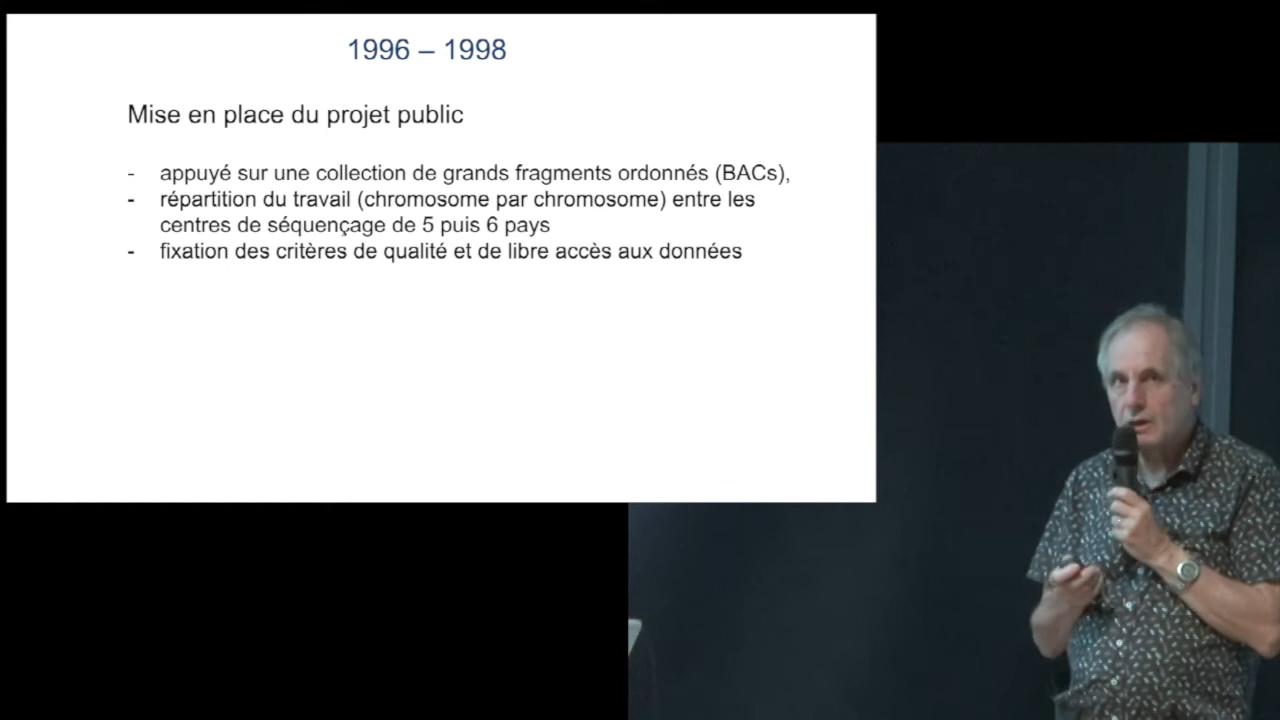 1996 – 1998
Mise en place du projet public
- appuyé sur une collection de grands fragments ordonnés (BACs),
- répartition du travail (chromosome par chromosome) entre les
centres de séquençage de 5 puis 6 pays
- fixation des critères de qualité et de libre accès aux données